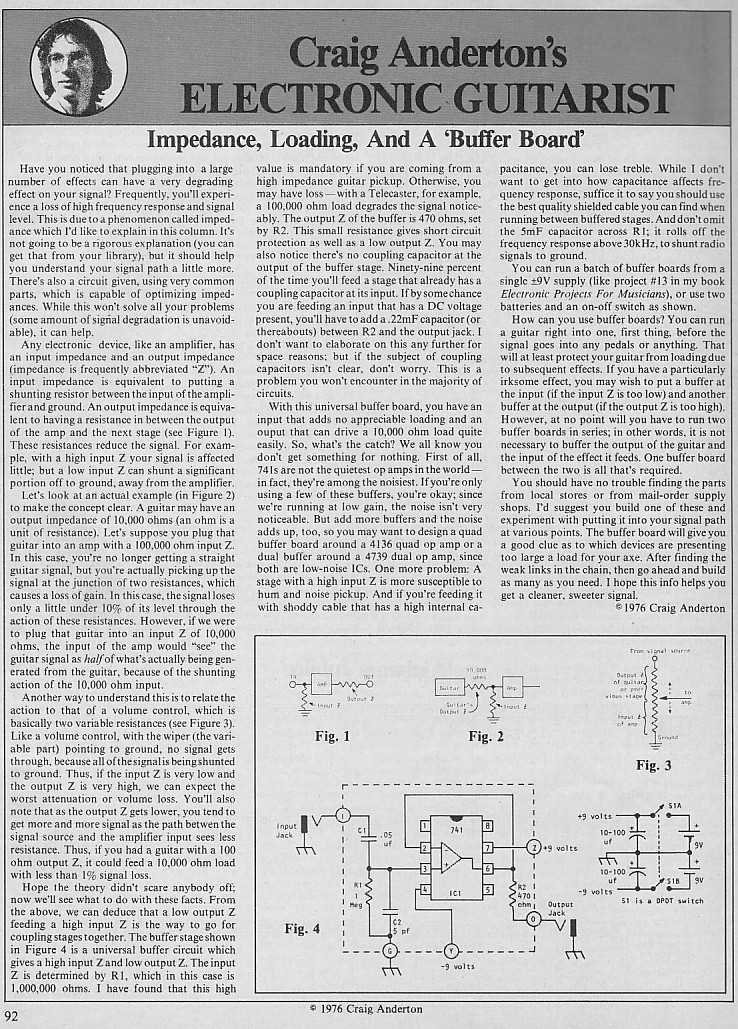 Craig Anderton's
ELECTRONIC GUITARIST
Impedance, Loading, And A 'Buffer Board'
Have you noticed that plugging into a large
number of effects can have a very degrading
effect on your signal? Frequently, you'll experi-
ence a loss of high frequency response and signal
level. This is due to a phenomenon called imped-
ance which I'd like to explain in this column. It's
not going to be a rigorous explanation (you can
get that from your library), but it should help
you understand your signal path a little more.
There's also a circuit given, using very common
parts, which is capable of optimizing imped-
ances. While this won't solve all your problems
(some amount of signal degradation is unavoid-
able), it can help.
Any electronic device, like an amplifier, has
an input impedance and an output impedance
(impedance is frequently abbreviated "Z"). An
input impedance is equivalent to putting a
shunting resistor between the input of the ampli-
fier and ground. An output impedance is equiva-
lent to having a resistance in between the output
of the amp and the next stage (see Figure 1).
These resistances reduce the signal. For exam-
ple, with a high input Z your signal is affected
little; but a low input Z can shunt a significant
portion off to ground, away from the amplifier.
Let's look at an actual example (in Figure 2)
to make the concept clear. A guitar may have an
output impedance of 10,000 ohms (an ohm is a
unit of resistance). Let's suppose you plug that
guitar into an amp with a 100,000 ohm input Z.
In this case, you're no longer getting a straight
guitar signal, but you're actually picking up the
signal at the junction of two resistances, which
causes a loss of gain. In this case, the signal loses
only a little under 10% of its level through the
action of these resistances. However, if we were
to plug that guitar into an input Z of 10,000
ohms, the input of the amp would "see" the
guitar signal as half of what's actually being gen-
erated from the guitar, because of the shunting
action of the 10,000 ohm input.
Another way to understand this is to relate the
action to that of a volume control, which is
basically two variable resistances (see Figure 3).
Like a volume control, with the wiper (the vari-
able part) pointing to ground, no signal gets
through, because all of the signal is being shunted
to ground. Thus, if the input Z is very low and
the output Z is very high, we can expect the
worst attenuation or volume loss. You'll also
note that as the output Z gets lower, you tend to
get more and more signal as the path betwen the
signal source and the amplifier input sees less
resistance. Thus, if you had a guitar with a 100
ohm output Z, it could feed a 10,000 ohm load
with less than 1% signal loss.
Hope the theory didn't scare anybody off;
now we'll see what to do with these facts. From
the above, we can deduce that a low output Z
feeding a high input Z is the way to go for
coupling stages together. The buffer stage shown
in Figure 4 is a universal buffer circuit which
gives a high input Z and low output Z. The input
Z is determined by R1, which in this case is
1,000,000 ohms. I have found that this high
value is mandatory if you are coming from a
high impedance guitar pickup. Otherwise, you
may have loss — with a Telecaster, for example,
a 100,000 ohm load degrades the signal notice-
ably. The output Z of the buffer is 470 ohms, set
by R2. This small resistance gives short circuit
protection as well as a low output Z. You may
also notice there's no coupling capacitor at the
output of the buffer stage. Ninety-nine percent
of the time you'll feed a stage that already has a
coupling capacitor at its input. If by some chance
you are feeding an input that has a DC voltage
present, you'll have to add a .22mF capacitor (or
thereabouts) between R2 and the output jack. I
don't want to elaborate on this any further for
space reasons; but if the subject of coupling
capacitors isn't clear, don't worry. This is a
problem you won't encounter in the majority of
circuits.
With this universal buffer board, you have an
input that adds no appreciable loading and an
ouput that can drive a 10,000 ohm load quite
easily. So, what's the catch? We all know you
don't get something for nothing. First of all,
741s are not the quietest op amps in the world —
in fact, they're among the noisiest. If you're only
using a few of these buffers, you're okay; since
we're running at low gain, the noise isn't very
noticeable. But add more buffers and the noise
adds up, too, so you may want to design a quad
buffer board around a 4136 quad op amp or a
dual buffer around a 4739 dual op amp, since
both are low-noise ICs. One more problem: A
stage with a high input Z is more susceptible to
hum and noise pickup. And if you're feeding it
with shoddy cable that has a high internal ca-
pacitance, you can lose treble. While I don't
want to get into how capacitance affects fre-
quency response, suffice it to say you should use
the best quality shielded cable you can find when
running between buffered stages. And don't omit
the 5mF capacitor across R1; it rolls off the
frequency response above 30kHz, to shunt radio
signals to ground.
You can run a batch of buffer boards from a
single ±9V supply (like project #13 in my book
Electronic Projects For Musicians), or use two
batteries and an on-off switch as shown.
How can you use buffer boards? You can run
a guitar right into one, first thing, before the
signal goes into any pedals or anything. That
will at least protect your guitar from loading due
to subsequent effects. If you have a particularly
irksome effect, you may wish to put a buffer at
the input (if the input Z is too low) and another
buffer at the output (if the output Z is too high).
However, at no point will you have to run two
buffer boards in series; in other words, it is not
necessary to buffer the output of the guitar and
the input of the effect it feeds. One buffer board
between the two is all that's required.
You should have no trouble finding the parts
from local stores or from mail-order supply
shops. I'd suggest you build one of these and
experiment with putting it into your signal path
at various points. The buffer board will give you
a good clue as to which devices are presenting
too large a load for your axe. After finding the
weak links in the chain, then go ahead and build
as many as you need. I hope this info helps you
get a cleaner, sweeter signal.
© 1976 Craig Anderton
IN
Amp
OUT
Output Z
Input Z
Fig. 1
10,000
ohms
Guitar
Amp
Guitar's
Output Z
Input Z
Fig. 2
From signal source
Output Z
of guitar
or pre-
vious stage
to
amp
Input Z
of amp
Ground
Fig. 3
Input
Jack
I
C1
.05
uf
R1
1
Meg
C2
5 pf
G
1
2
3
4
741
IC1
8
7
6
5
Z
+9 volts
R2
470
ohm
Output
Jack
O
Y
-9 volts
Fig. 4
+9 volts
S1A
10-100
uf
+
+
9V
10-100
uf
+
+
9V
-9 volts
S1B
S1 is a DPDT switch
92
© 1976 Craig Anderton